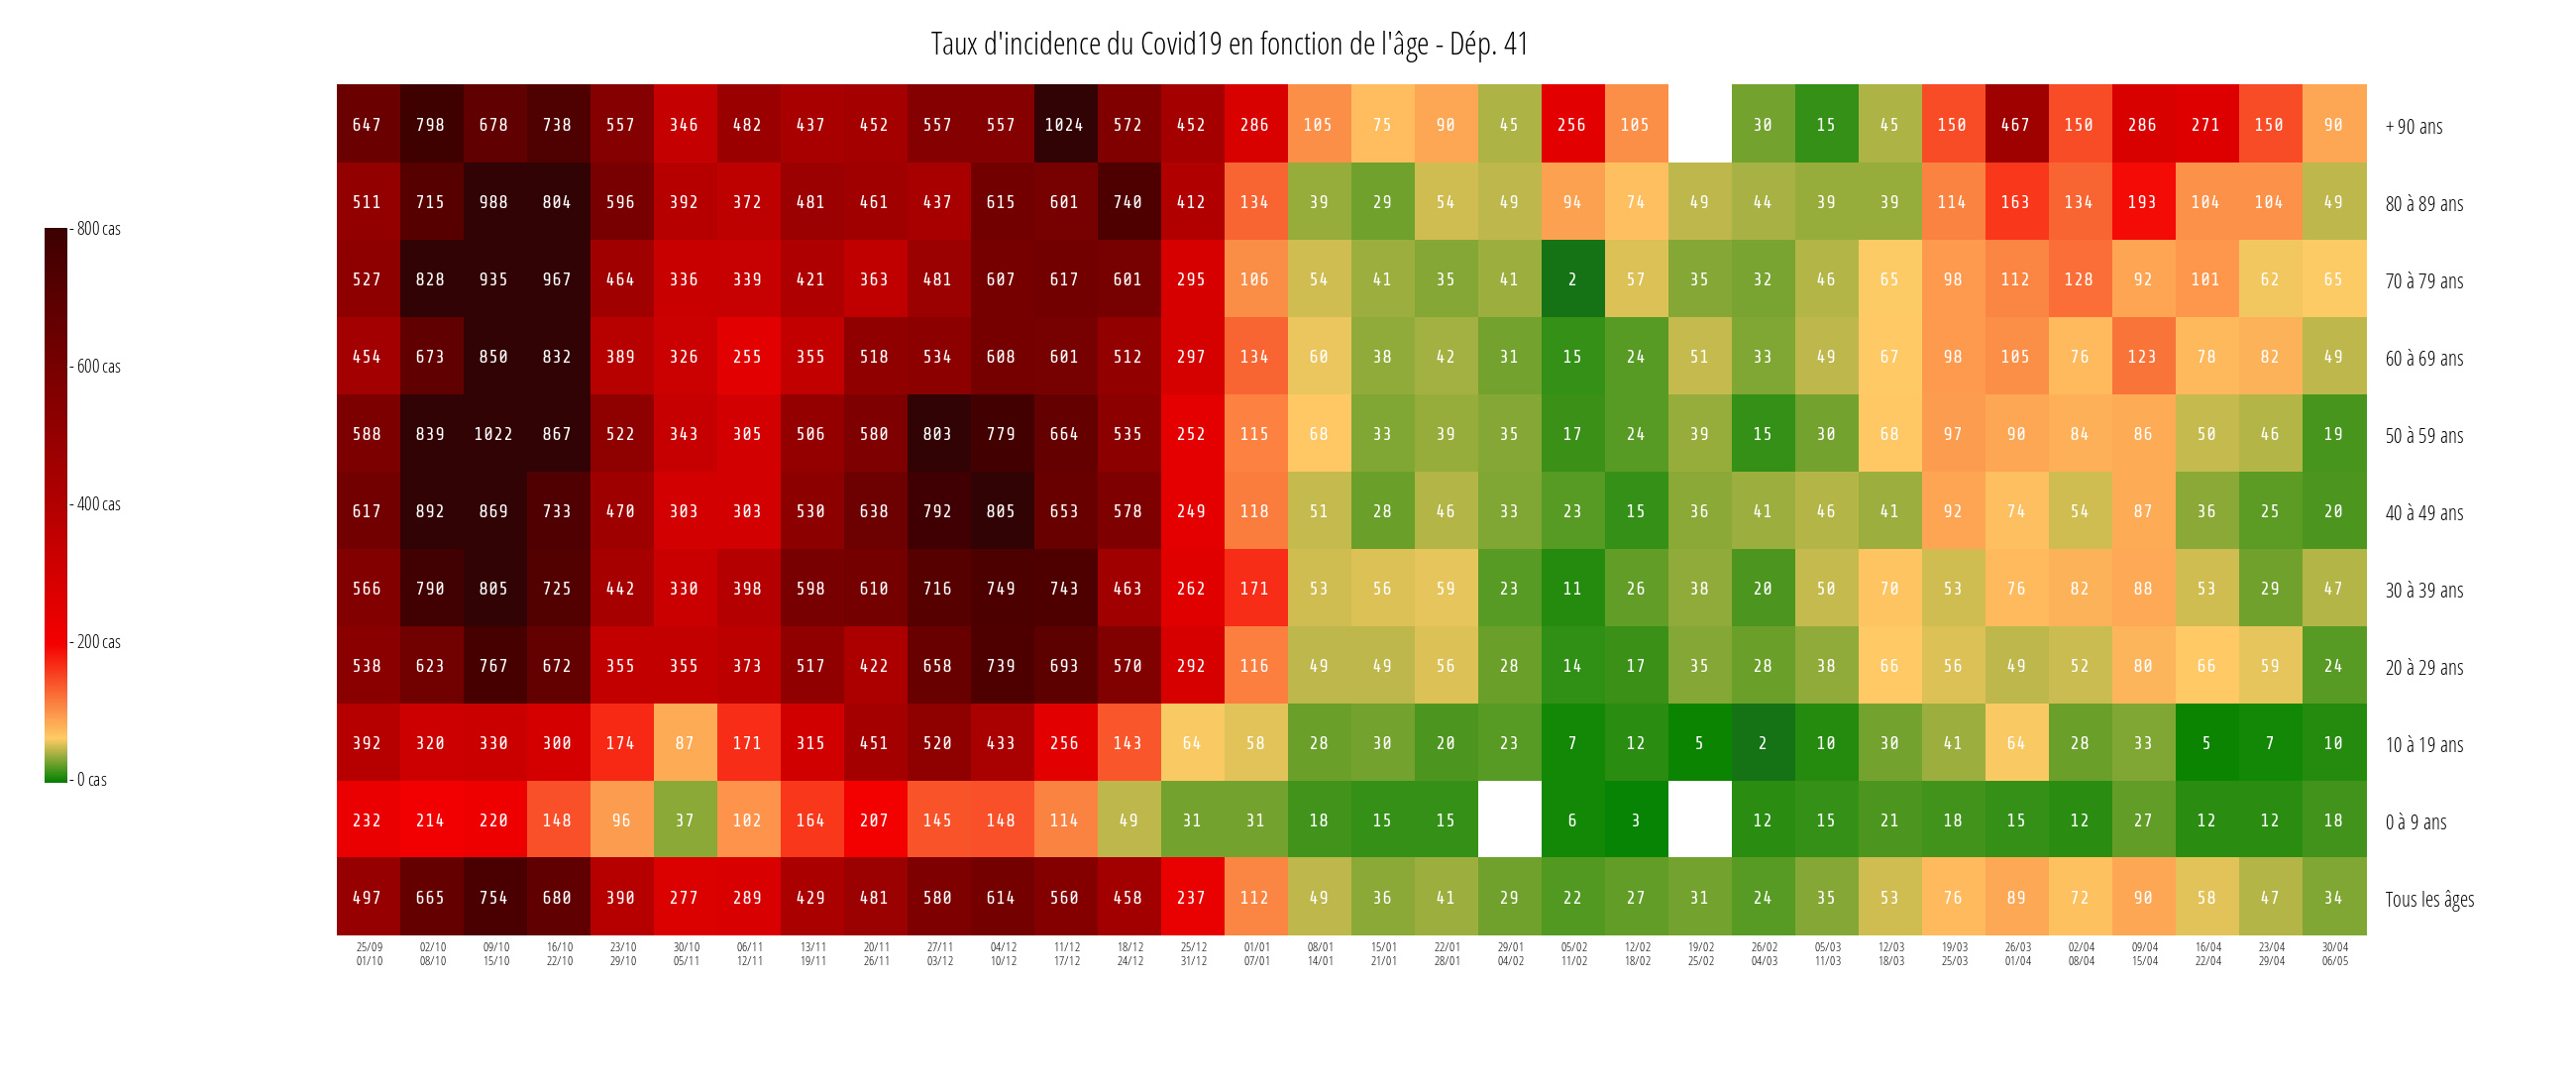 Taux d'incidence du Covid19 en fonction de l'âge - Dép. 41
- 800 cas
- 600 cas
- 400 cas
- 200 cas
- 0 cas
647 798 678 738 557 346 482 437 452 557 557 1024 572 452 286 105 75 90 45 256 105 30 15 45 150 467 150 286 271 150 90 + 90 ans
511 715 988 804 596 392 372 481 461 437 615 601 740 412 134 39 29 54 49 94 74 49 44 39 39 114 163 134 193 104 104 49 80 à 89 ans
527 828 935 967 464 336 339 421 363 481 607 617 601 295 106 54 41 35 41 2 57 35 32 46 65 98 112 128 92 101 62 65 70 à 79 ans
454 673 850 832 389 326 255 355 518 534 608 601 512 297 134 60 38 42 31 15 24 51 33 49 67 98 105 76 123 78 82 49 60 à 69 ans
588 839 1022 867 522 343 305 506 580 803 779 664 535 252 115 68 33 39 35 17 24 39 15 30 68 97 90 84 86 50 46 19 50 à 59 ans
617 892 869 733 470 303 303 530 638 792 805 653 578 249 118 51 28 46 33 23 15 36 41 46 41 92 74 54 87 36 25 20 40 à 49 ans
566 790 805 725 442 330 398 598 610 716 749 743 463 262 171 53 56 59 23 11 26 38 20 50 70 53 76 82 88 53 29 47 30 à 39 ans
538 623 767 672 355 355 373 517 422 658 739 693 570 292 116 49 49 56 28 14 17 35 28 38 66 56 49 52 80 66 59 24 20 à 29 ans
392 320 330 300 174 87 171 315 451 520 433 256 143 64 58 28 30 20 23 7 12 5 2 10 30 41 64 28 33 5 7 10 10 à 19 ans
232 214 220 148 96 37 102 164 207 145 148 114 49 31 31 18 15 15 6 3 12 15 21 18 15 12 27 12 12 18 0 à 9 ans
497 665 754 680 390 277 289 429 481 580 614 560 458 237 112 49 36 41 29 22 27 31 24 35 53 76 89 72 90 58 47 34 Tous les âges
25/09 02/10 09/10 16/10 23/10 30/10 06/11 13/11 20/11 27/11 04/12 11/12 18/12 25/12 01/01 08/01 15/01 22/01 29/01 05/02 12/02 19/02 26/02 05/03 12/03 19/03 26/03 02/04 09/04 16/04 23/04 30/04
01/10 08/10 15/10 22/10 29/10 05/11 12/11 19/11 26/11 03/12 10/12 17/12 24/12 31/12 07/01 14/01 21/01 28/01 04/02 11/02 18/02 25/02 04/03 11/03 18/03 25/03 01/04 08/04 15/04 22/04 29/04 06/05